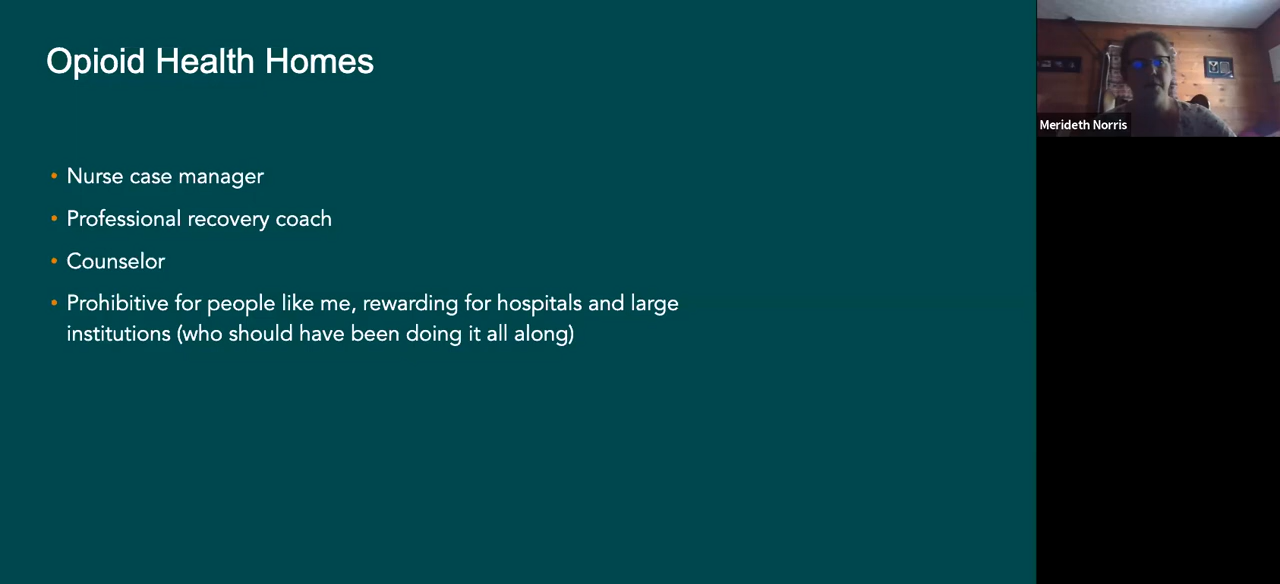 Opioid Health Homes
• Nurse case manager
• Professional recovery coach
• Counselor
• Prohibitive for people like me, rewarding for hospitals and large
institutions (who should have been doing it all along)
Merideth Norris